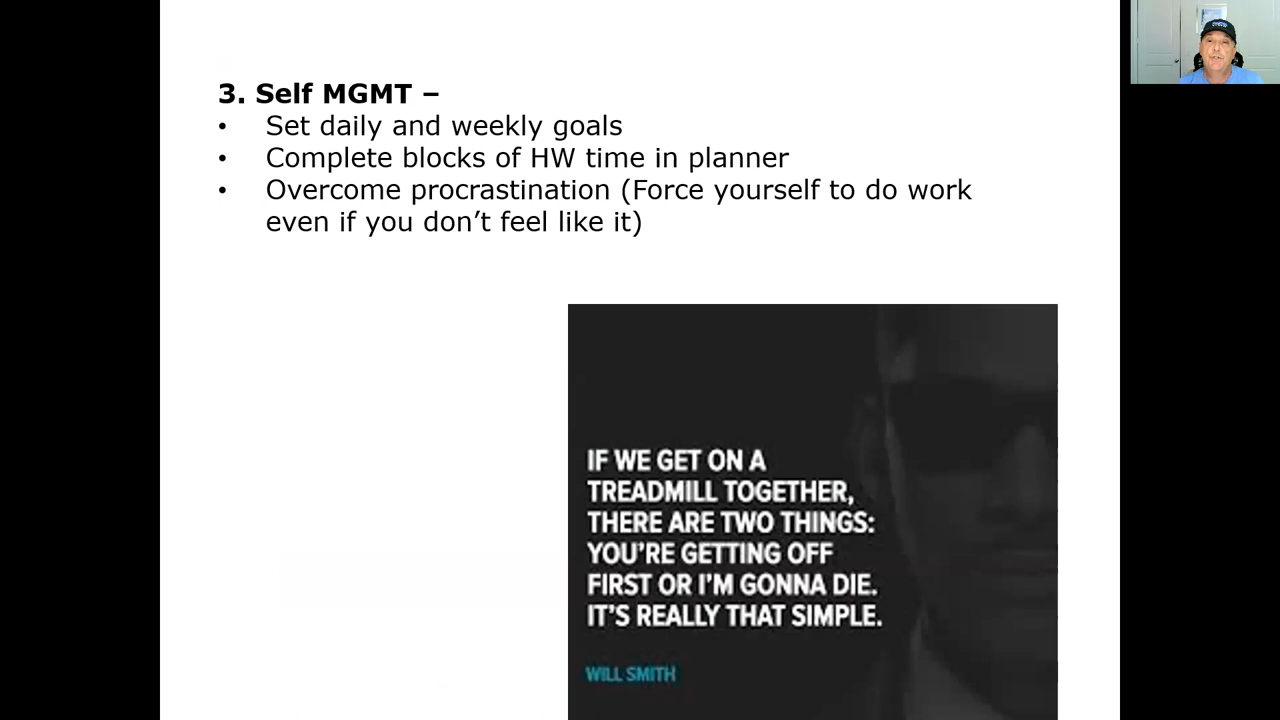 3. Self MGMT –
• Set daily and weekly goals
• Complete blocks of HW time in planner
• Overcome procrastination (Force yourself to do work
even if you don’t feel like it)
IF WE GET ON A
TREADMILL TOGETHER,
THERE ARE TWO THINGS:
YOU’RE GETTING OFF
FIRST OR I’M GONNA DIE.
IT’S REALLY THAT SIMPLE.
WILL SMITH